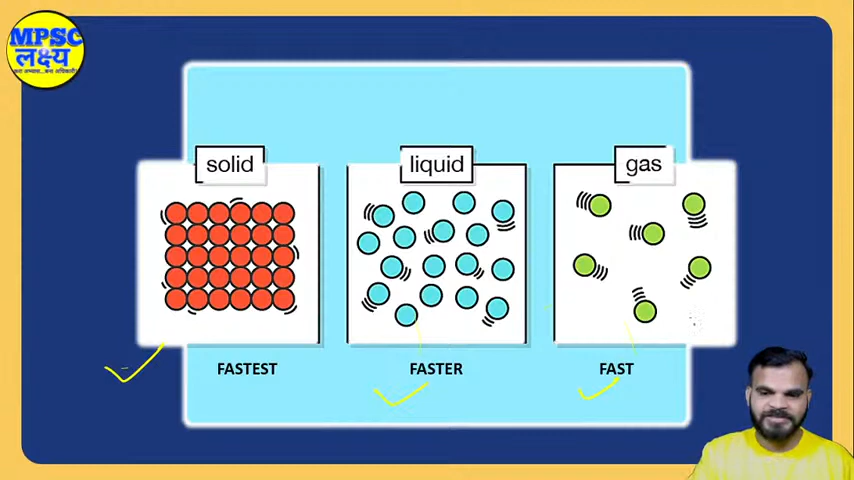 MPSC
लक्ष्य
solid
liquid
gas
FASTEST
FASTER
FAST